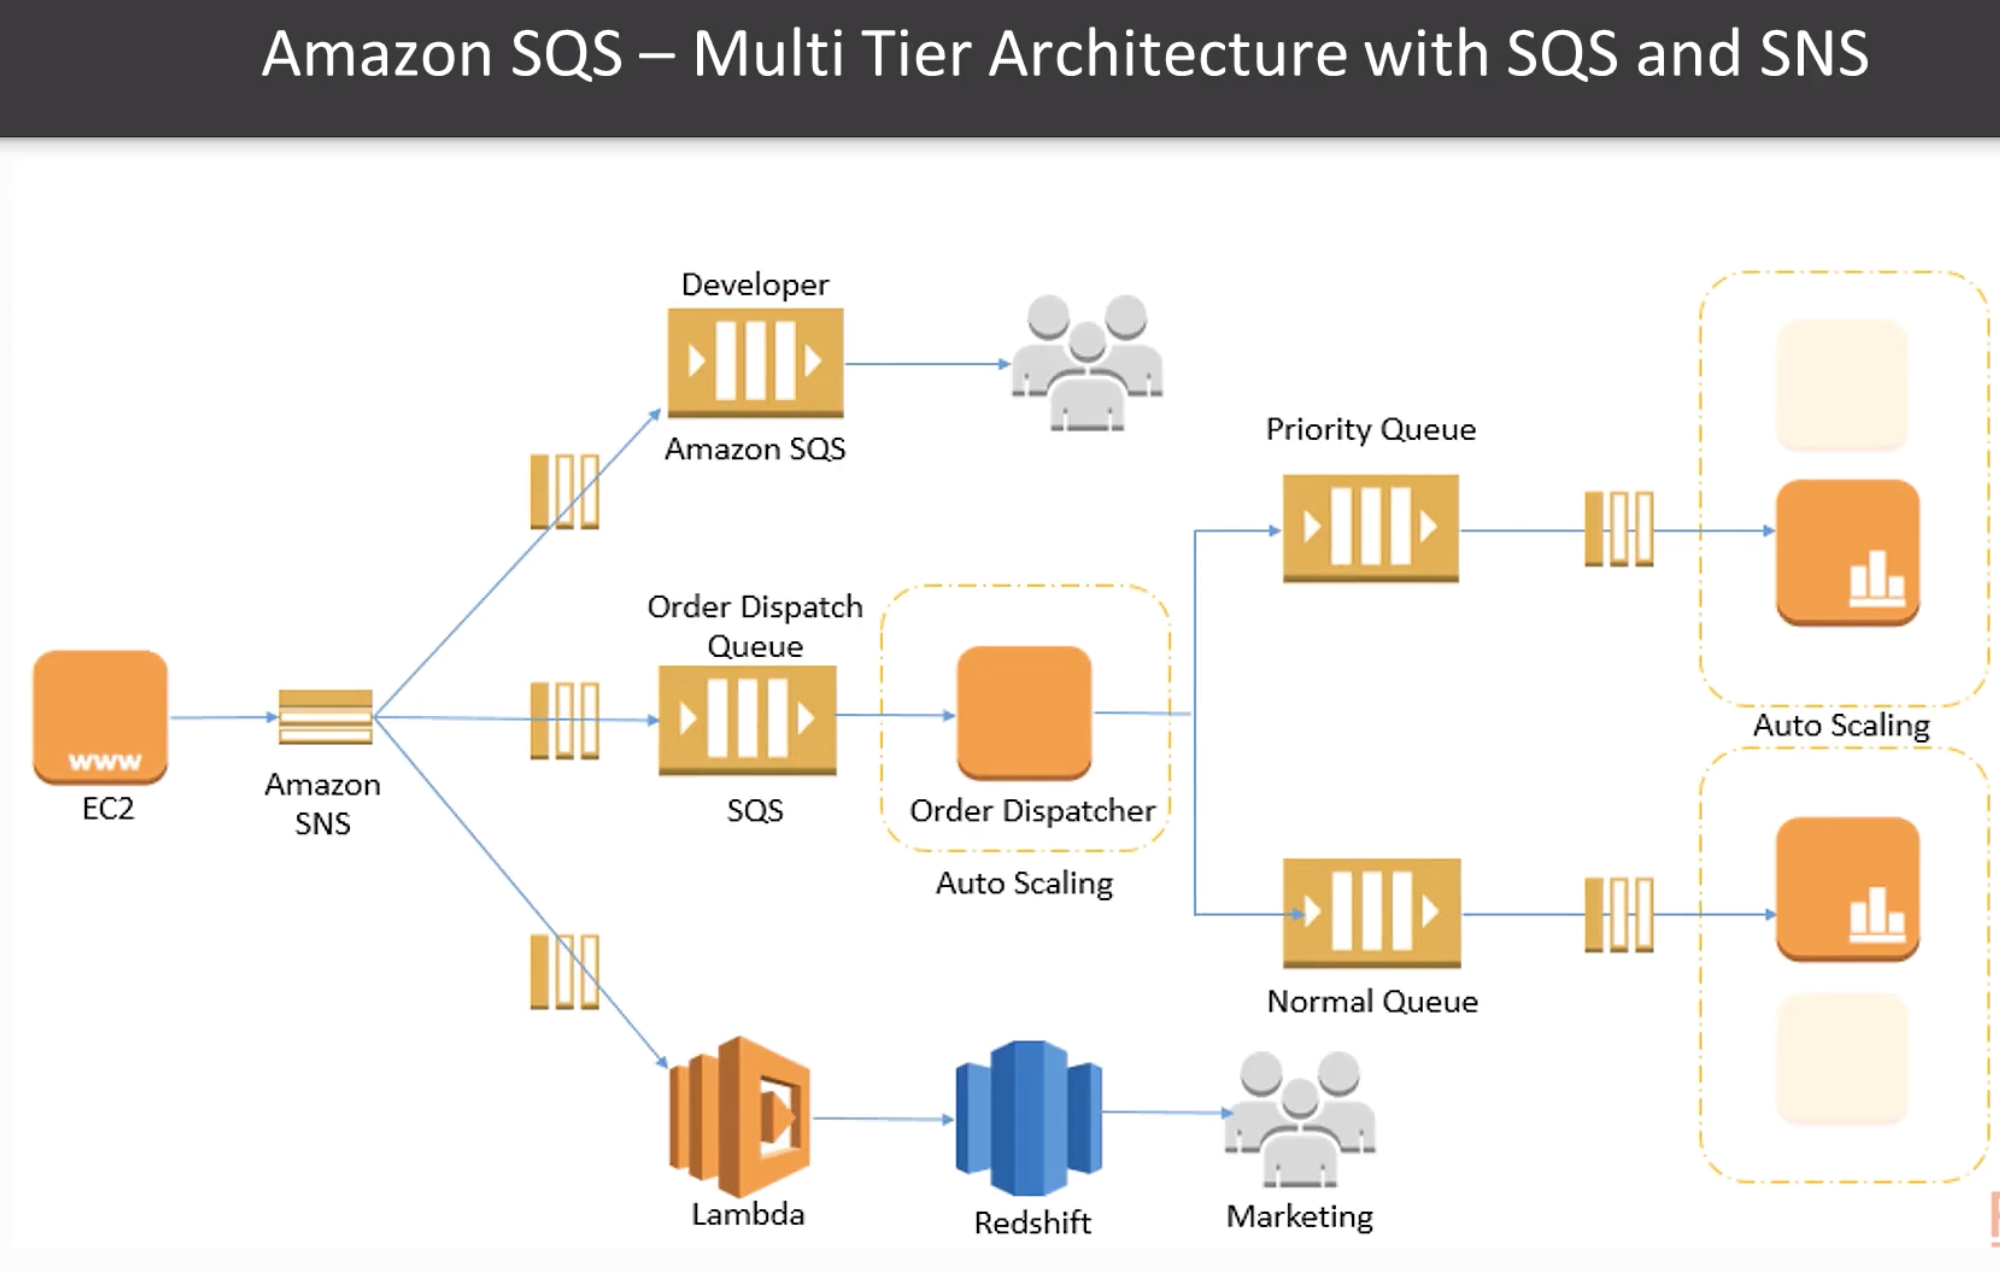 Amazon SQS – Multi Tier Architecture with SQS and SNS
Developer
Amazon SQS
Priority Queue
Order Dispatch
Queue
www
EC2
Amazon
SNS
SQS
Order Dispatcher
Auto Scaling
Auto Scaling
Normal Queue
Lambda
Redshift
Marketing